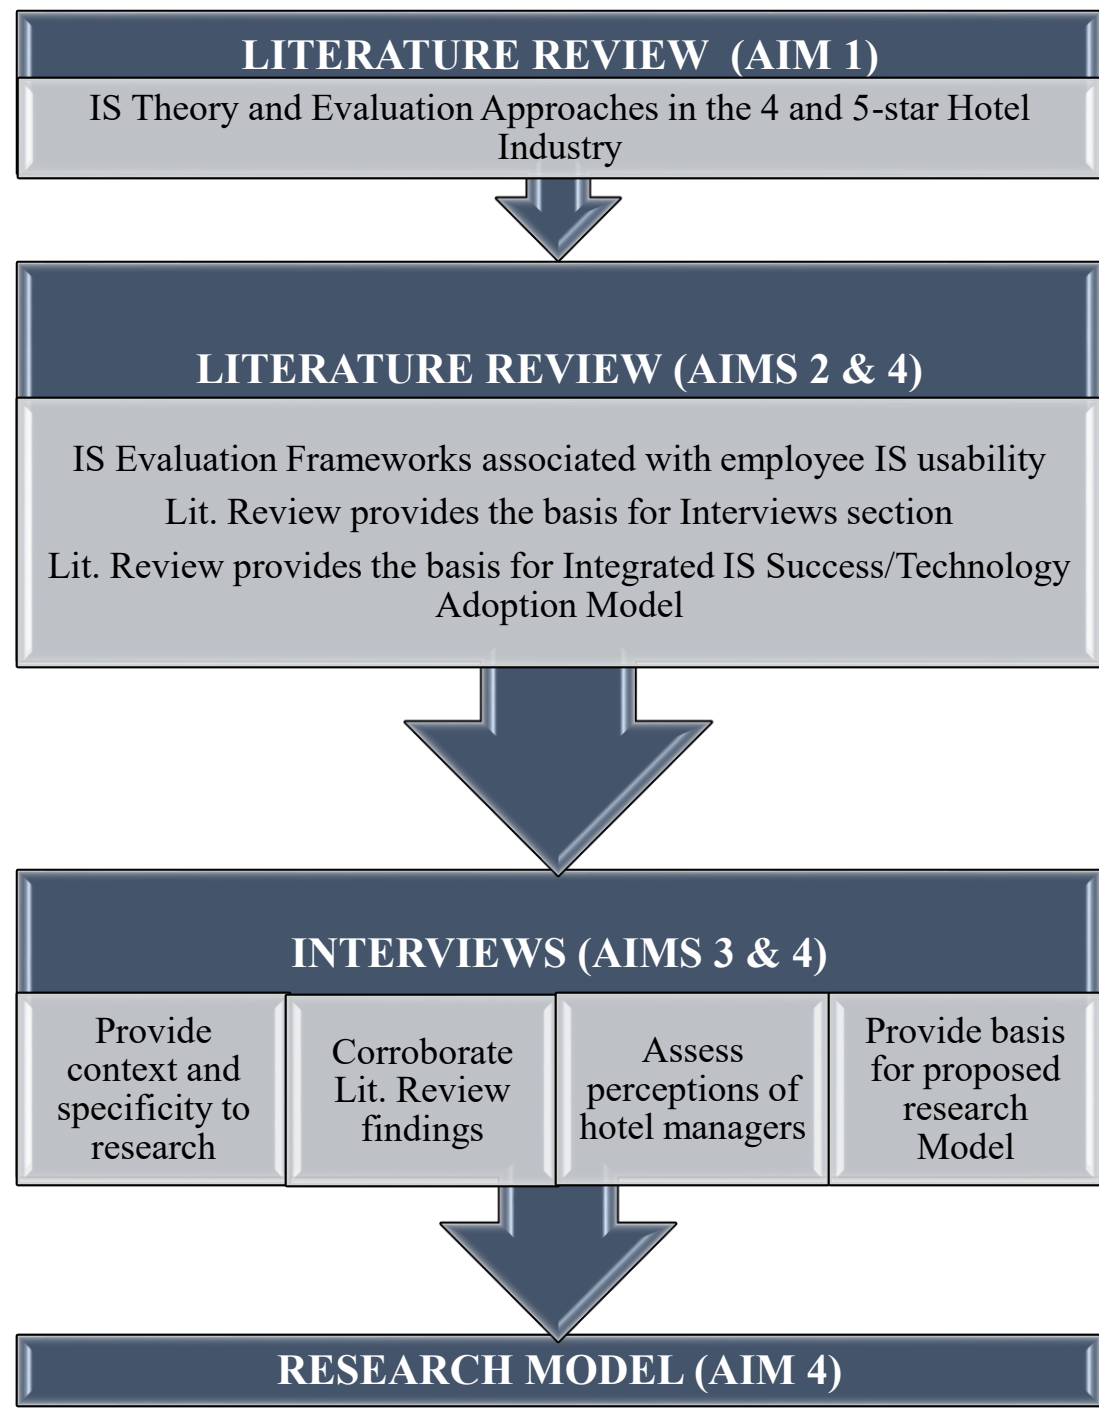 LITERATURE REVIEW (AIM 1)
IS Theory and Evaluation Approaches in the 4 and 5-star Hotel
Industry
LITERATURE REVIEW (AIMS 2 & 4)
IS Evaluation Frameworks associated with employee IS usability
Lit. Review provides the basis for Interviews section
Lit. Review provides the basis for Integrated IS Success/Technology
Adoption Model
INTERVIEWS (AIMS 3 & 4)
Provide
context and
specificity to
research
Corroborate
Lit. Review
findings
Assess
perceptions of
hotel managers
Provide basis
for proposed
research
Model
RESEARCH MODEL (AIM 4)